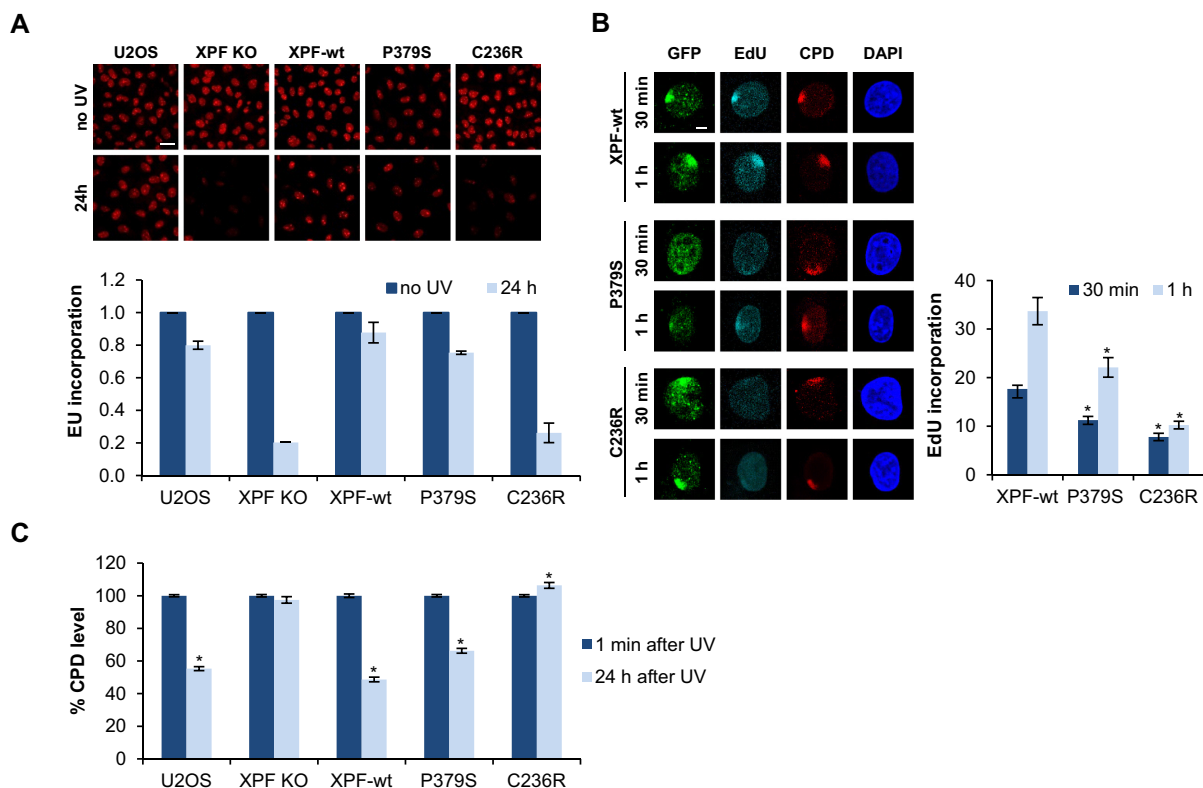 A
U2OS XPF KO XPF-wt P379S C236R
no UV
24h
EU incorporation
1.2
1.0
0.8
0.6
0.4
0.2
0.0
no UV 24 h
U2OS XPF KO XPF-wt P379S C236R
B
GFP EdU CPD DAPI
XPF-wt
30 min
1 h
P379S
30 min
1 h
C236R
30 min
1 h
EdU incorporation
40
30
20
10
0
30 min 1 h
* * * *
XPF-wt P379S C236R
C
% CPD level
120
100
80
60
40
20
0
* * * *
U2OS XPF KO XPF-wt P379S C236R
1 min after UV
24 h after UV